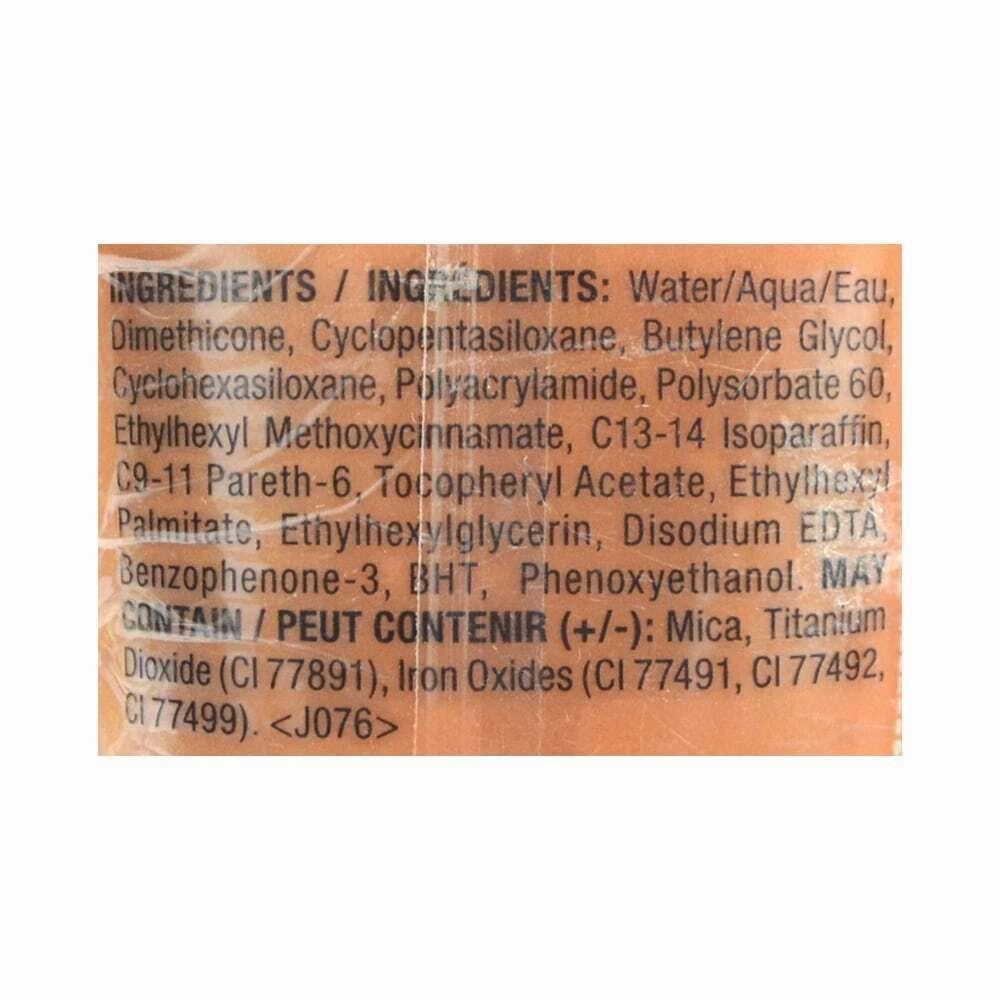 INGREDIENTS / INGRÉDIENTS: Water/Aqua/Eau,
Dimethicone, Cyclopentasiloxane, Butylene Glycol,
Cyclohexasiloxane, Polyacrylamide, Polysorbate 60,
Ethylhexyl Methoxycinnamate, C13-14 Isoparaffin,
C9-11 Pareth-6, Tocopheryl Acetate, Ethylhexyl
Palmitate, Ethylhexylglycerin, Disodium EDTA,
Benzophenone-3, BHT, Phenoxyethanol. MAY
CONTAIN / PEUT CONTENIR (+/-): Mica, Titanium
Dioxide (CI 77891), Iron Oxides (CI 77491, CI 77492,
CI 77499). <J076>